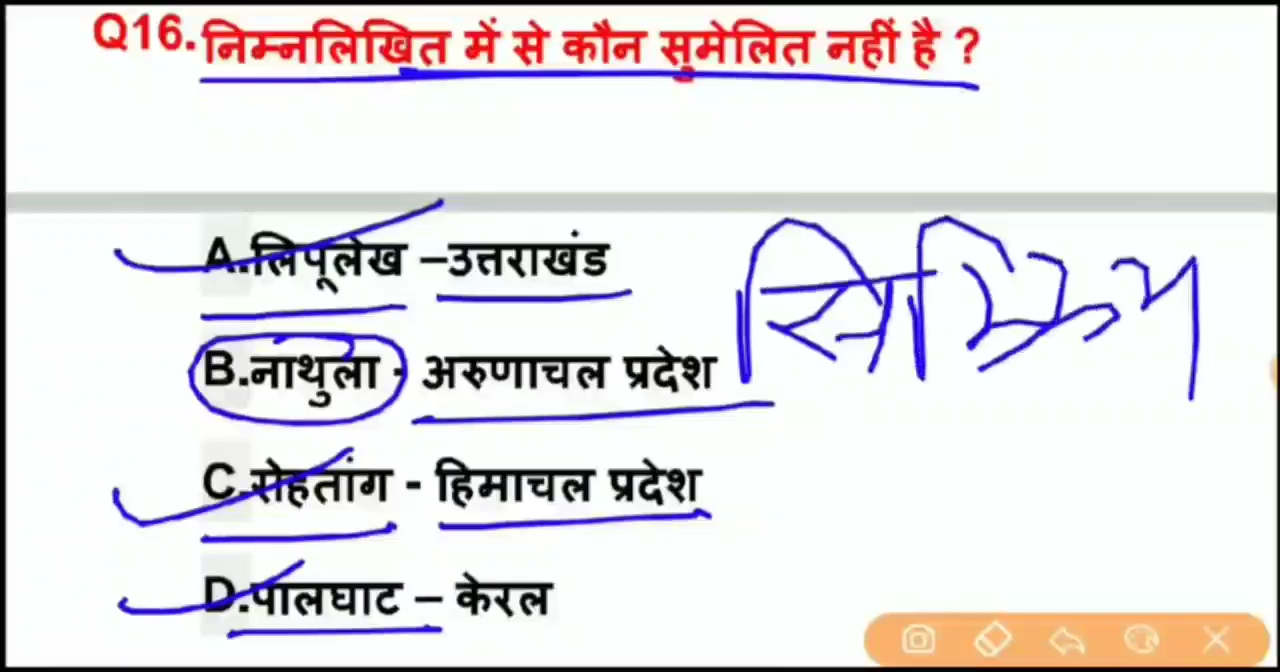 Q16. निम्नलिखित में से कौन सुमेलित नहीं है ?
A.लिपूलेख –उत्तराखंड
B.नाथुला - अरुणाचल प्रदेश
सिक्किम
C.रोहतांग - हिमाचल प्रदेश
D.पालघाट – केरल